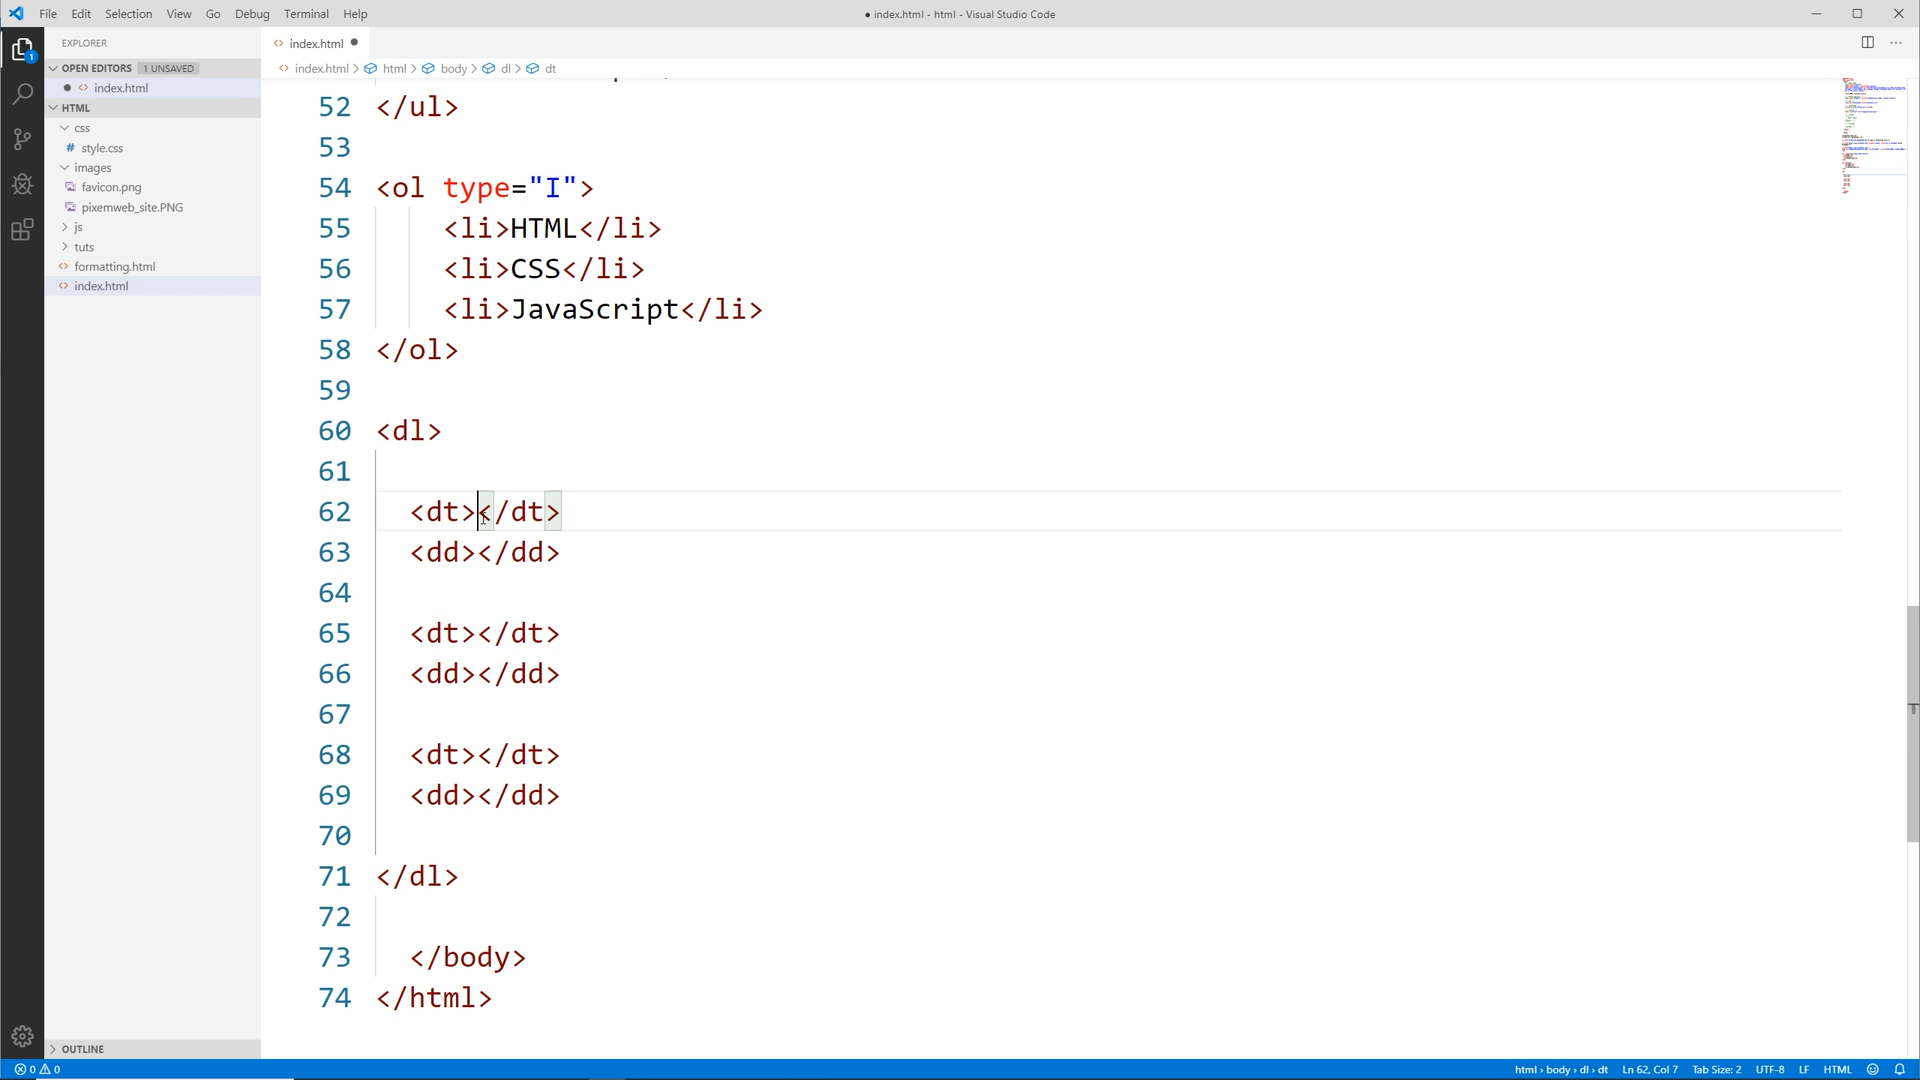 File Edit Selection View Go Debug Terminal Help
● index.html - html - Visual Studio Code
EXPLORER
index.html
OPEN EDITORS 1 UNSAVED
index.html > html > body > dl > dt
index.html
HTML
css
# style.css
images
favicon.png
pixemweb_site.PNG
js
tuts
formatting.html
index.html
OUTLINE
1
52 </ul>
53
54 <ol type="I">
55 <li>HTML</li>
56 <li>CSS</li>
57 <li>JavaScript</li>
58 </ol>
59
60 <dl>
61
62 <dt></dt>
63 <dd></dd>
64
65 <dt></dt>
66 <dd></dd>
67
68 <dt></dt>
69 <dd></dd>
70
71 </dl>
72
73 </body>
74 </html>
0 0
html › body › dl › dt Ln 62, Col 7 Tab Size: 2 UTF-8 LF HTML